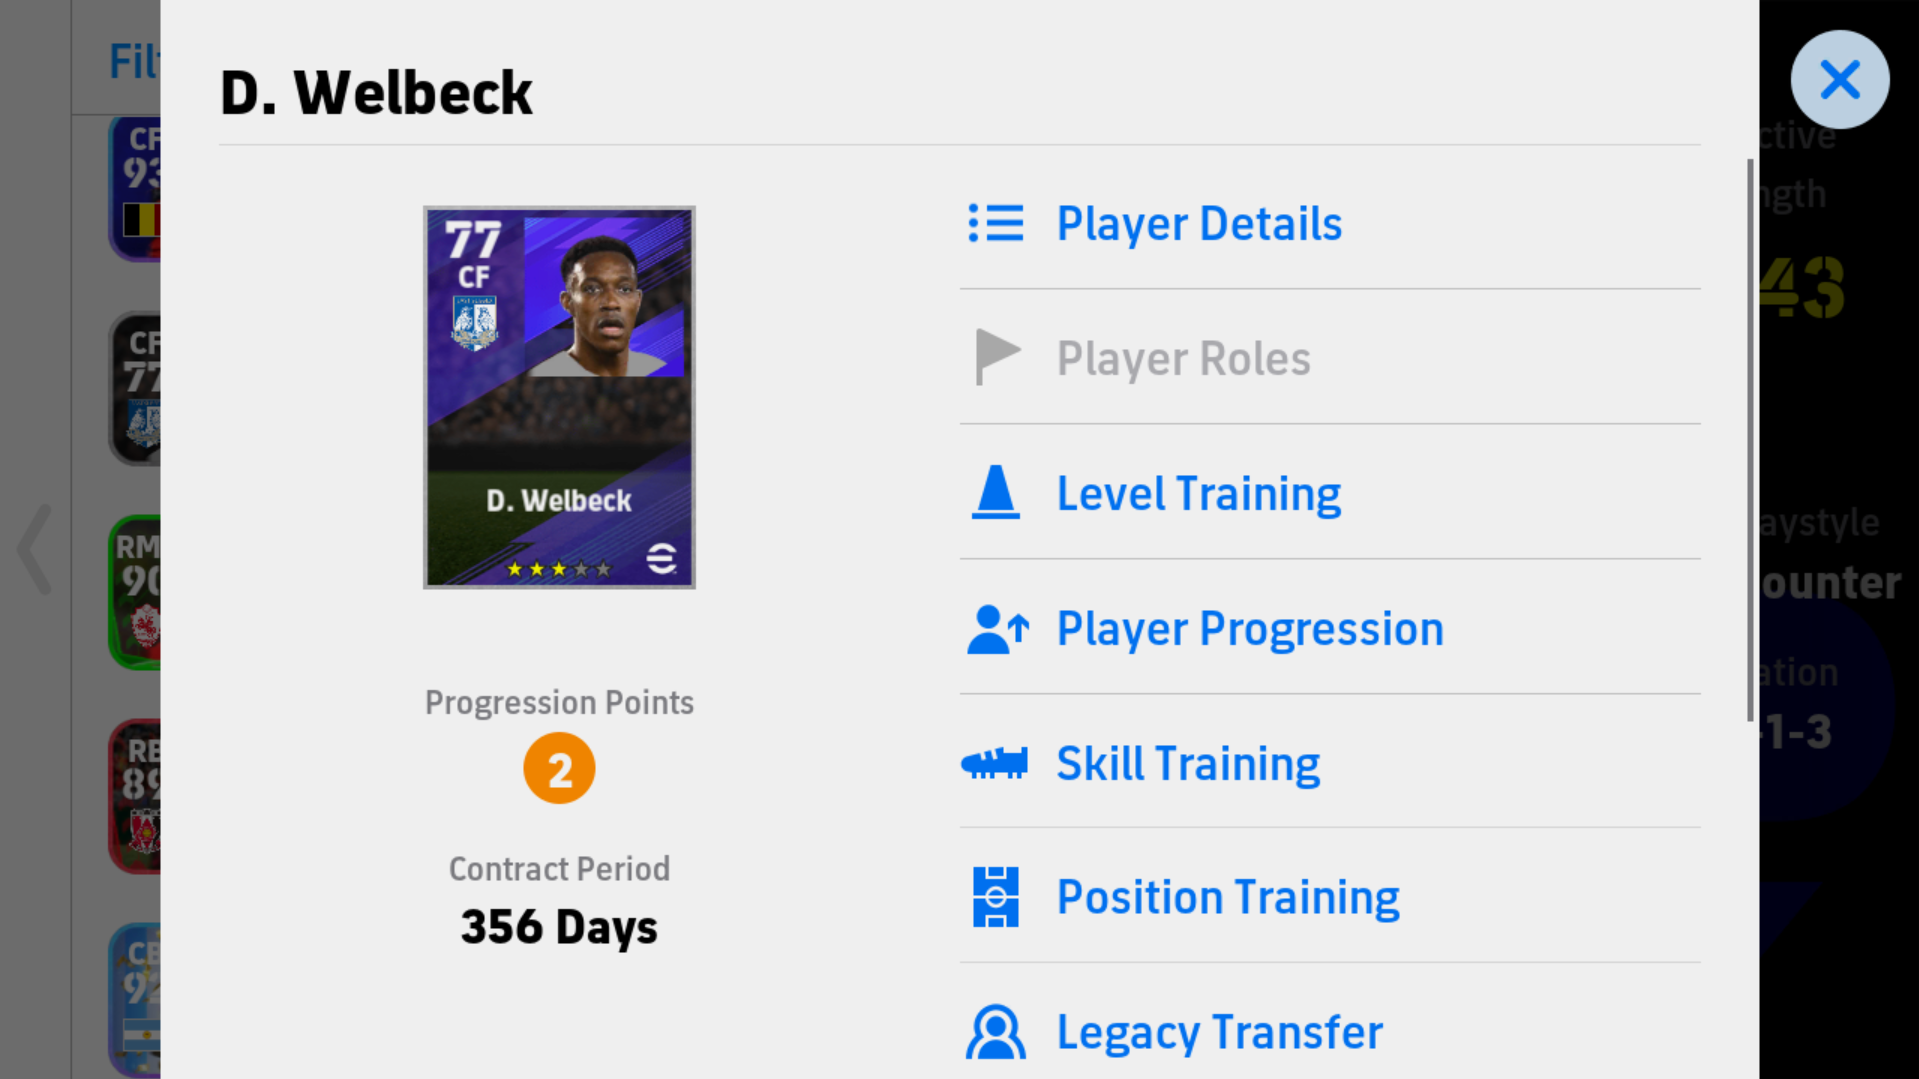 D. Welbeck
77
CF
D. Welbeck
Progression Points
2
Contract Period
356 Days
Player Details
Player Roles
Level Training
Player Progression
Skill Training
Position Training
Legacy Transfer
Filt
CF
93
CF
77
RM
90
RB
89
CB
92
ctive
ngth
43
aystyle
ounter
ation
-1-3